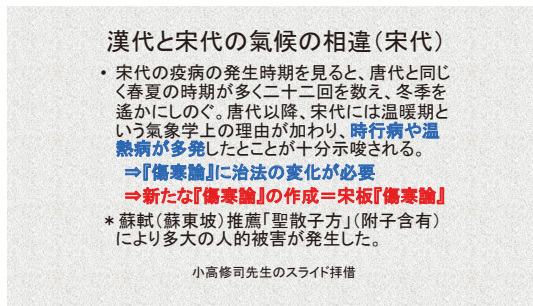 漢代と宋代の氣候の相違（宋代）
• 宋代の疫病の発生時期を見ると、唐代と同じ
く春夏の時期が多く二十二回を数え、冬季を
遙かにしのぐ。唐代以降、宋代には温暖期と
いう氣象学上の理由が加わり、時行病や温
熱病が多発したとことが十分示唆される。
⇒『傷寒論』に治法の変化が必要
⇒新たな『傷寒論』の作成＝宋板『傷寒論』
＊蘇軾（蘇東坡）推薦「聖散子方」（附子含有）
により多大の人的被害が発生した。
小高修司先生のスライド拝借